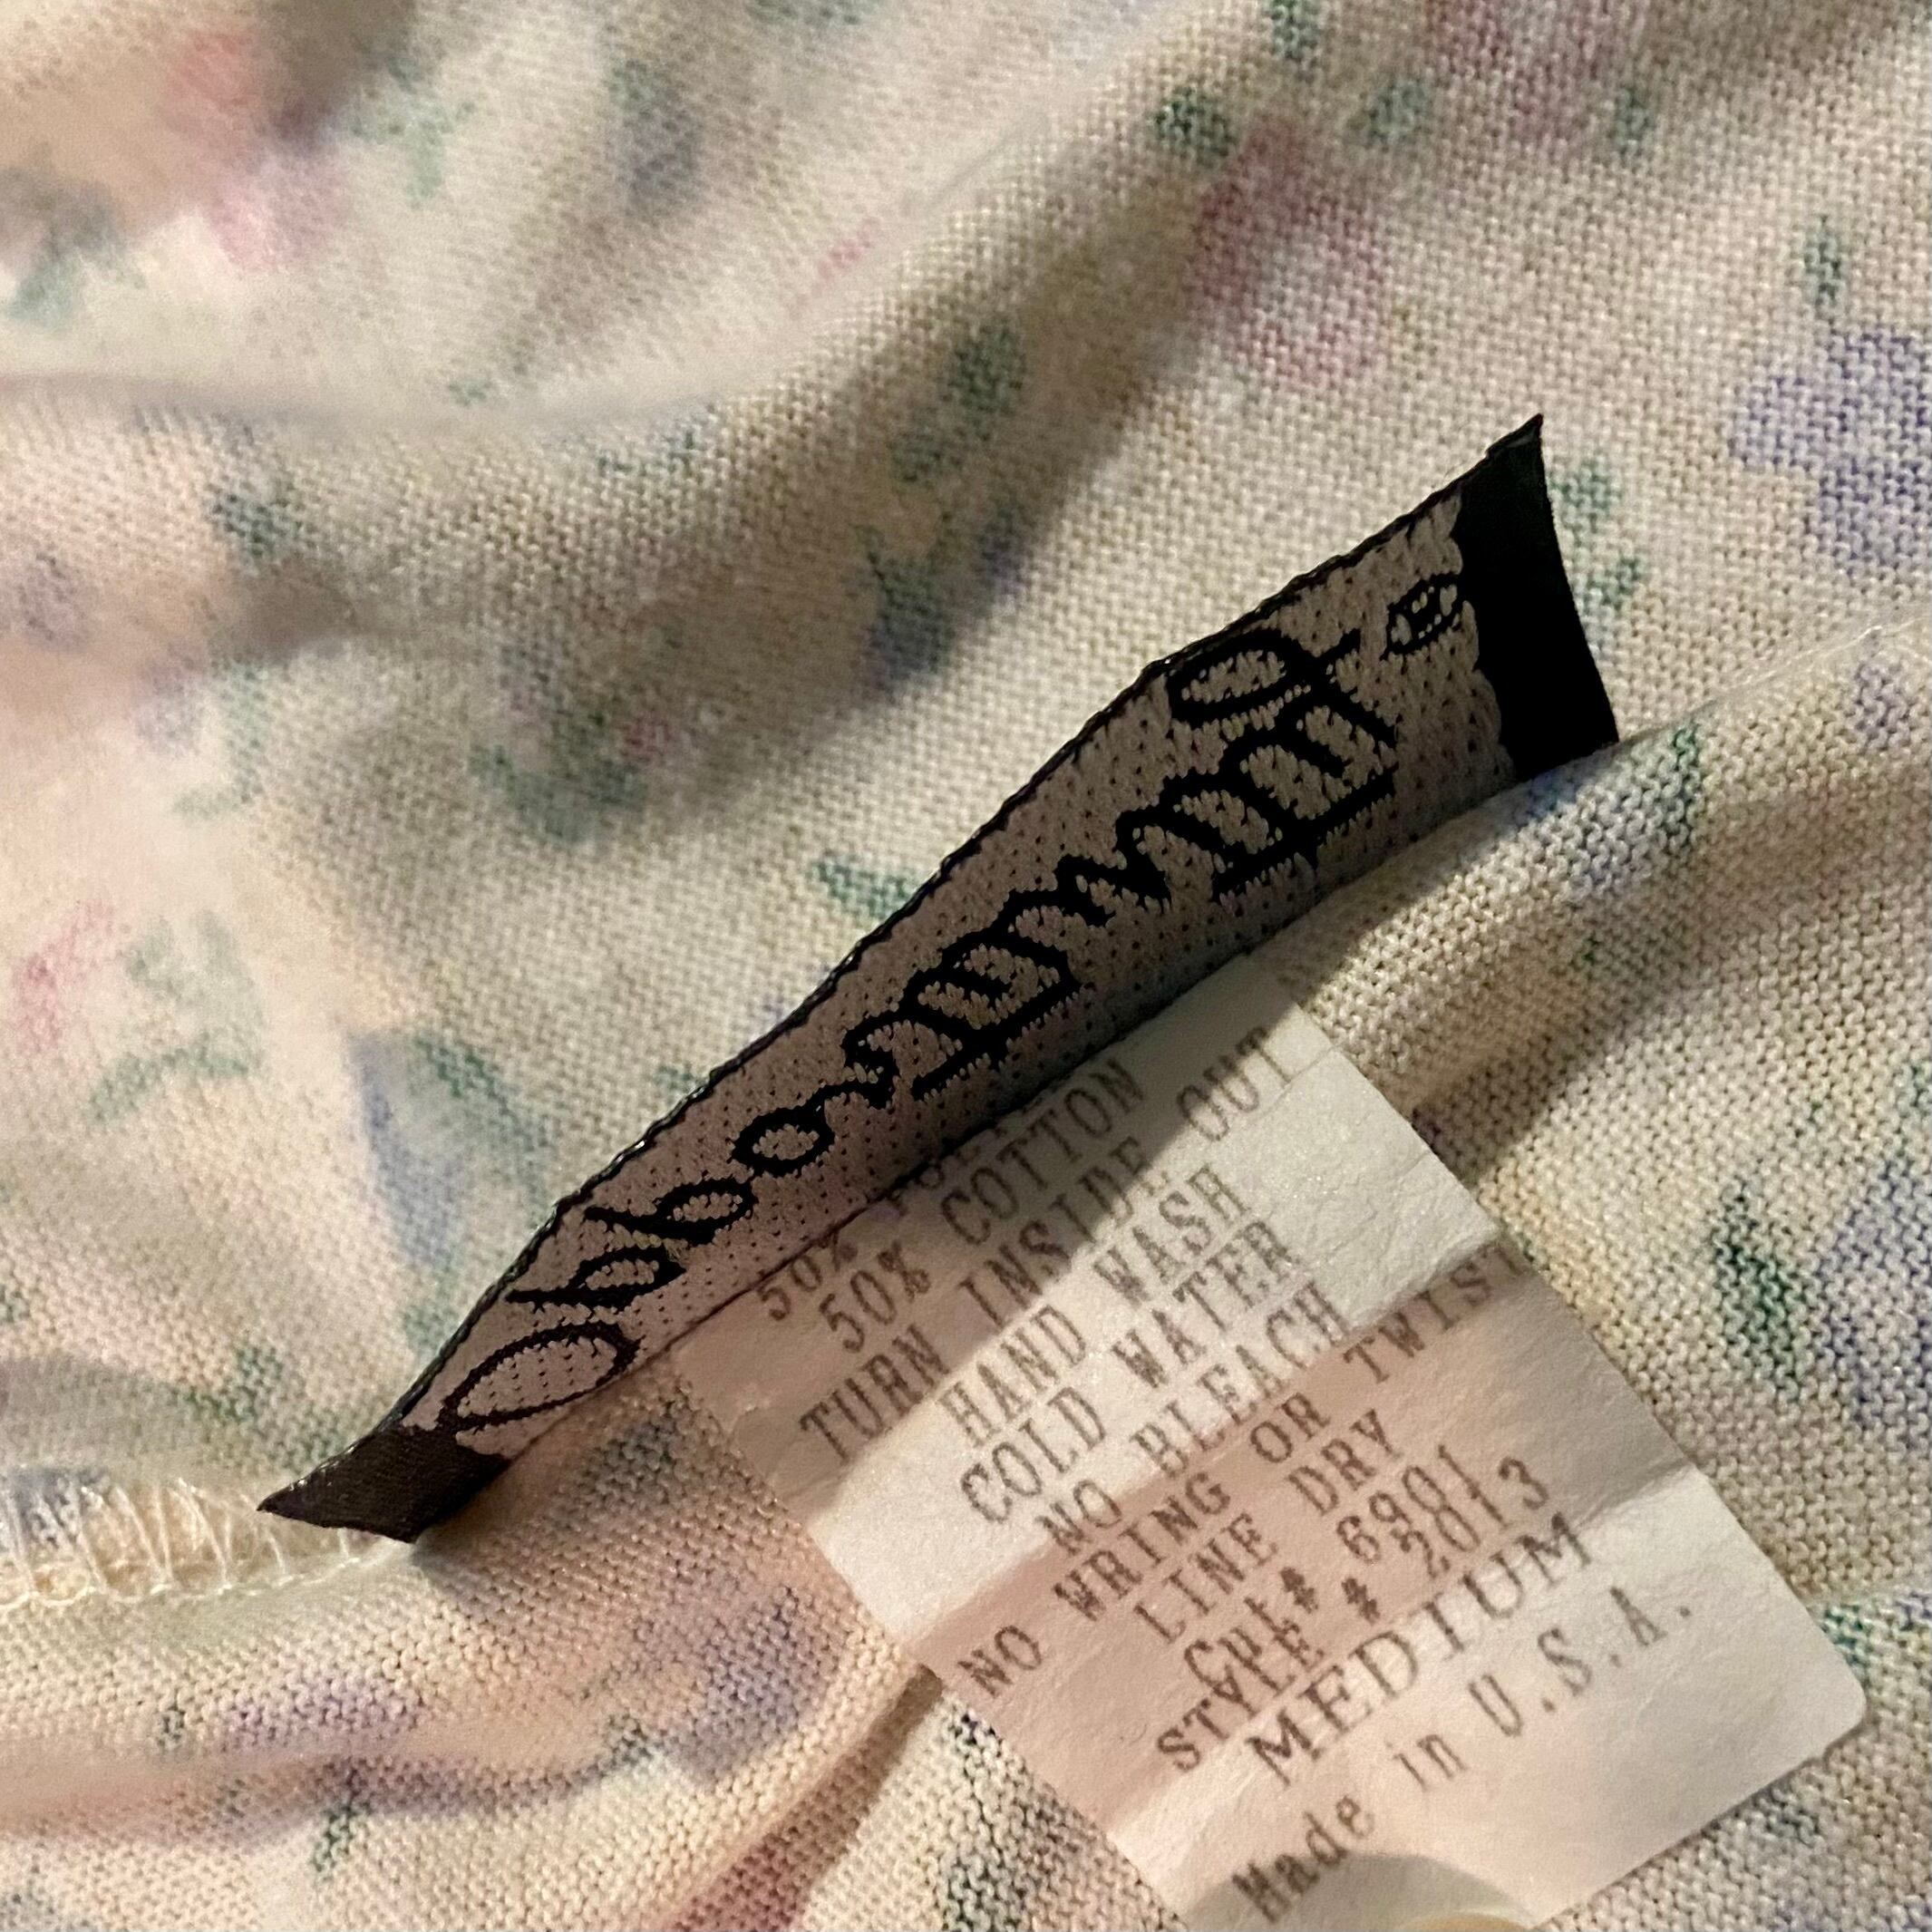 50%
50% COTTON
TURN INSIDE OUT
HAND WASH
COLD WATER
NO BLEACH
NO WRING OR TWIST
LINE DRY
Cut# 6901
STYLE # 2013
MEDIUM
Made in U.S.A.